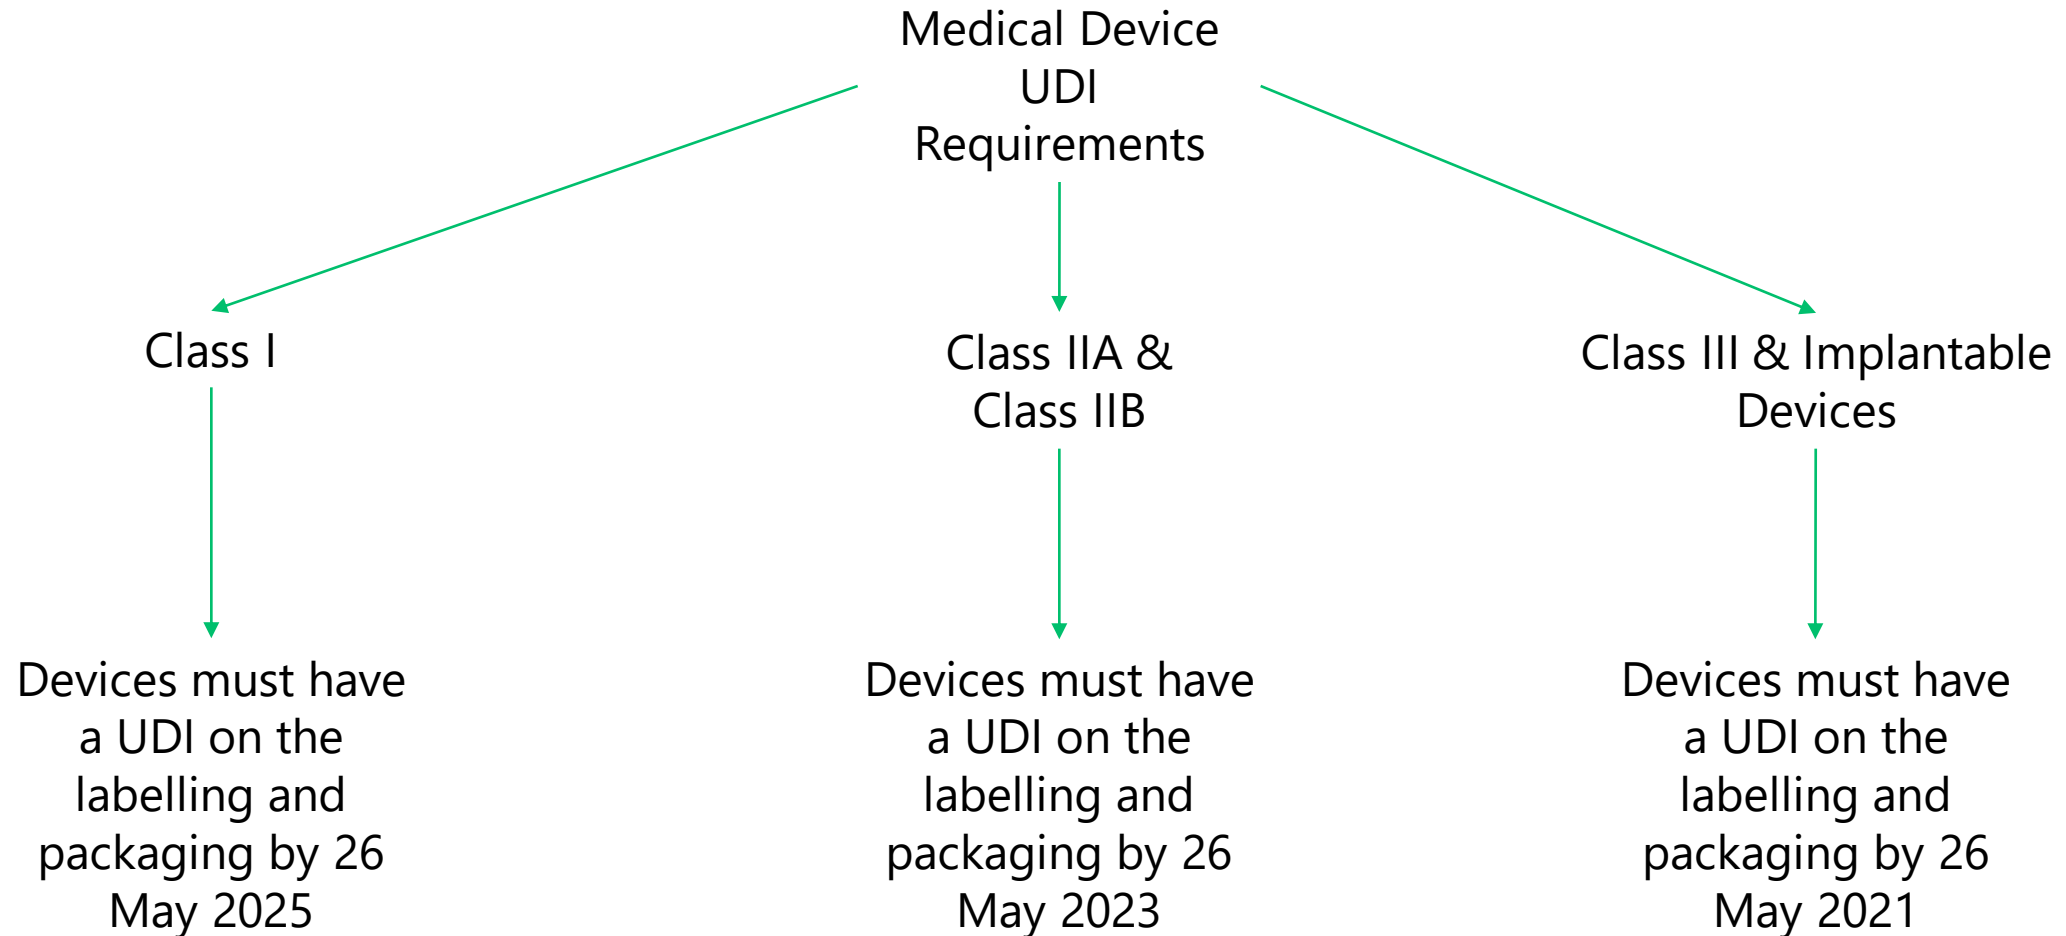 Medical Device
UDI
Requirements
Class I
Class IIA &
Class IIB
Class III & Implantable
Devices
Devices must have
a UDI on the
labelling and
packaging by 26
May 2025
Devices must have
a UDI on the
labelling and
packaging by 26
May 2023
Devices must have
a UDI on the
labelling and
packaging by 26
May 2021